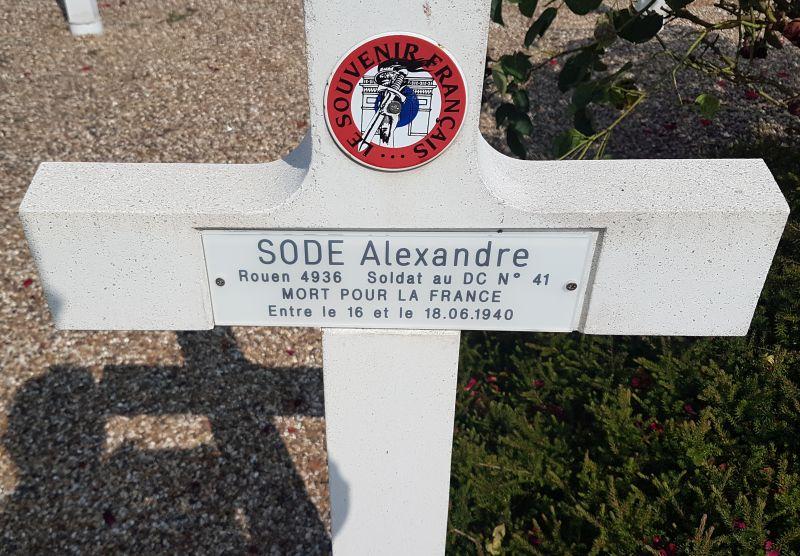 LE SOUVENIR FRANÇAIS...
SODE Alexandre
Rouen 4936 Soldat au DC N° 41
MORT POUR LA FRANCE
Entre le 16 et le 18.06.1940